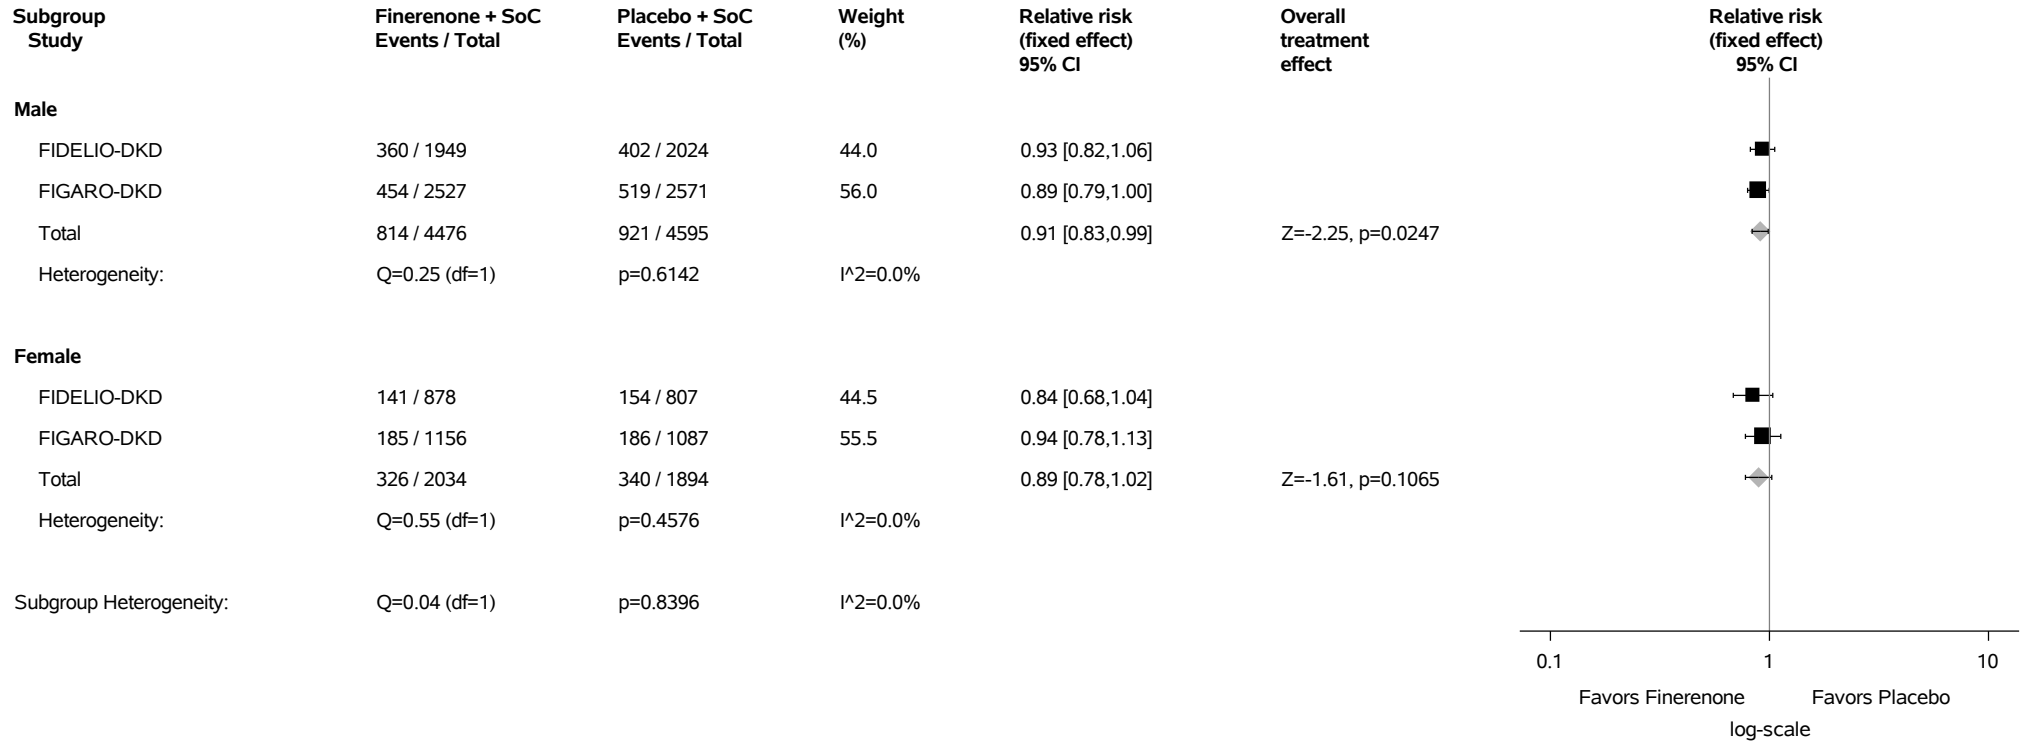 Subgroup Finerenone + SoC Placebo + SoC Weight Relative risk Overall Relative risk
Study Events / Total Events / Total (%) (fixed effect) treatment (fixed effect)
95% CI effect 95% CI
Male
FIDELIO-DKD 360 / 1949 402 / 2024 44.0 0.93 [0.82,1.06]
FIGARO-DKD 454 / 2527 519 / 2571 56.0 0.89 [0.79,1.00]
Total 814 / 4476 921 / 4595 0.91 [0.83,0.99] Z=-2.25, p=0.0247
Heterogeneity: Q=0.25 (df=1) p=0.6142 I^2=0.0%
Female
FIDELIO-DKD 141 / 878 154 / 807 44.5 0.84 [0.68,1.04]
FIGARO-DKD 185 / 1156 186 / 1087 55.5 0.94 [0.78,1.13]
Total 326 / 2034 340 / 1894 0.89 [0.78,1.02] Z=-1.61, p=0.1065
Heterogeneity: Q=0.55 (df=1) p=0.4576 I^2=0.0%
Subgroup Heterogeneity: Q=0.04 (df=1) p=0.8396 I^2=0.0%
0.1 1 10
Favors Finerenone Favors Placebo
log-scale